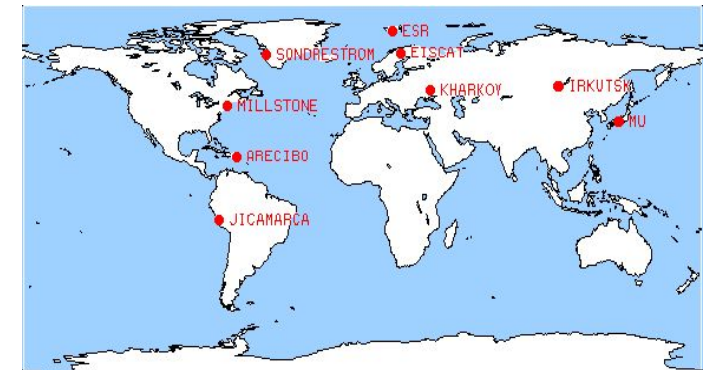 ESR
SONDRESTROM
EISCAT
KHARKOV
IRKUTSK
MILLSTONE
MU
ARECIBO
JICAMARCA